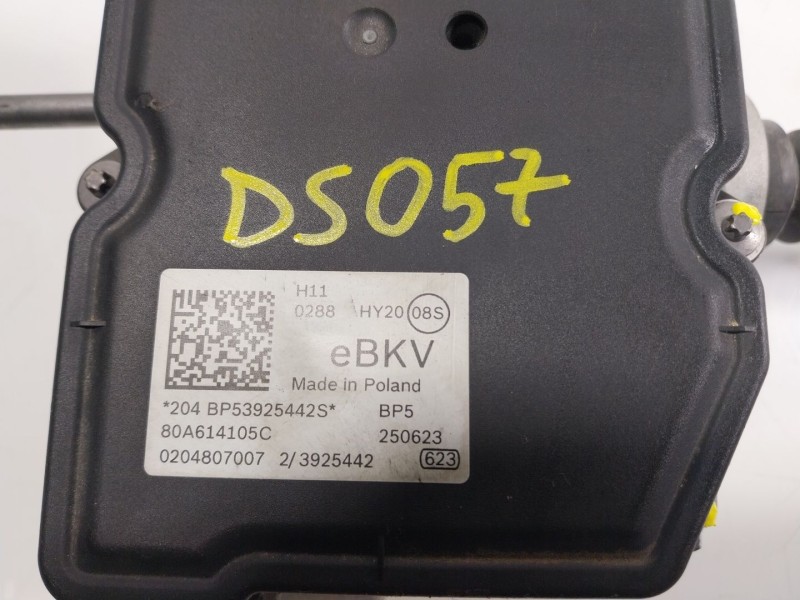 DS057
H11
0288 HY20 08S
eBKV
Made in Poland
*204 BP53925442S* BP5
80A614105C 250623
0204807007 2/3925442 623